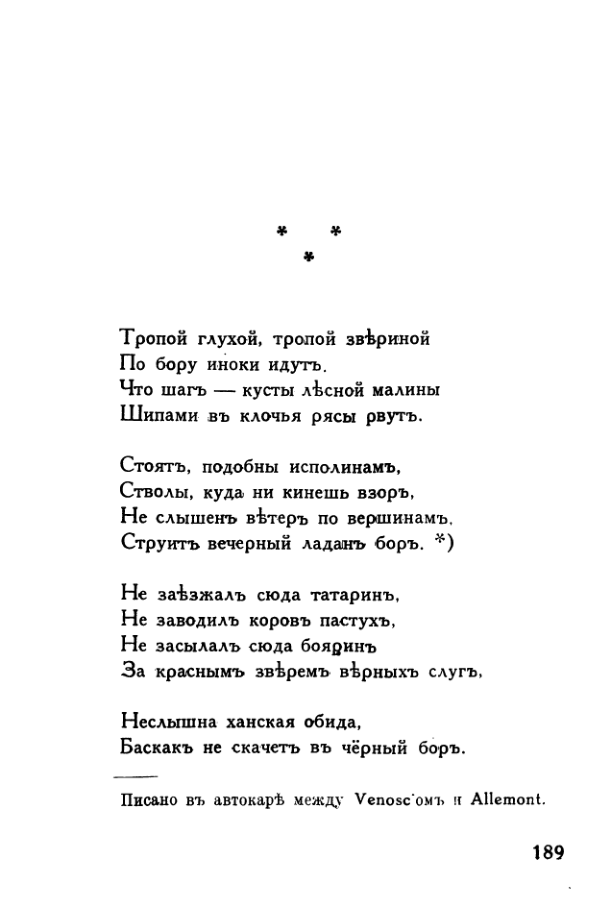 * *
*
Тропой глухой, тропой звѣриной
По бору иноки идутъ.
Что шагъ — кусты лѣсной малины
Шипами въ клочья рясы рвутъ.
Стоятъ, подобны исполинамъ,
Стволы, куда ни кинешь взоръ,
Не слышенъ вѣтеръ по вершинамъ,
Струитъ вечерный ладанъ боръ. *)
Не заѣзжалъ сюда татаринъ,
Не заводилъ коровъ пастухъ,
Не засылалъ сюда бояринъ
За краснымъ звѣремъ вѣрныхъ слугъ,
Неслышна ханская обида,
Баскакъ не скачетъ въ чёрный боръ.
Писано въ автокарѣ между Venosc'омъ и Allemont.
189